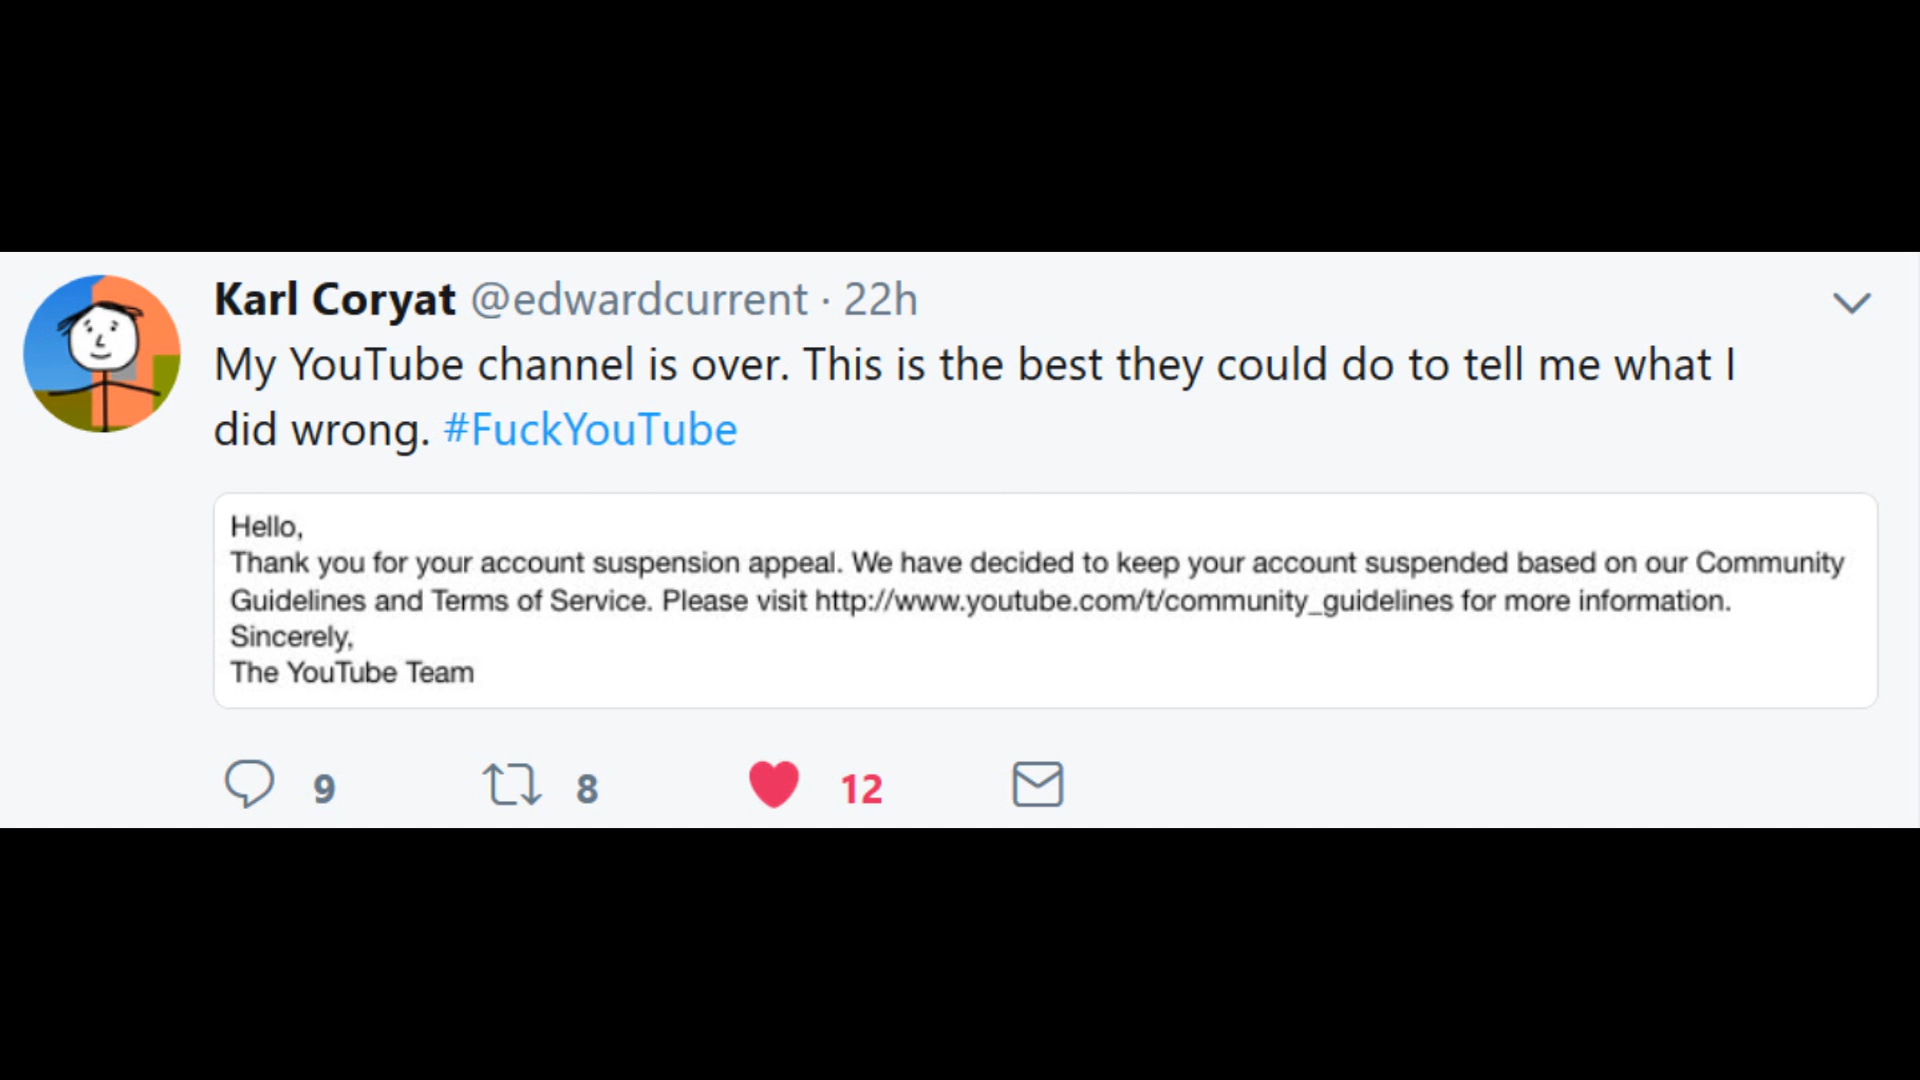 Karl Coryat @edwardcurrent · 22h
My YouTube channel is over. This is the best they could do to tell me what I
did wrong. #FuckYouTube
Hello,
Thank you for your account suspension appeal. We have decided to keep your account suspended based on our Community
Guidelines and Terms of Service. Please visit http://www.youtube.com/t/community_guidelines for more information.
Sincerely,
The YouTube Team
9 8 12